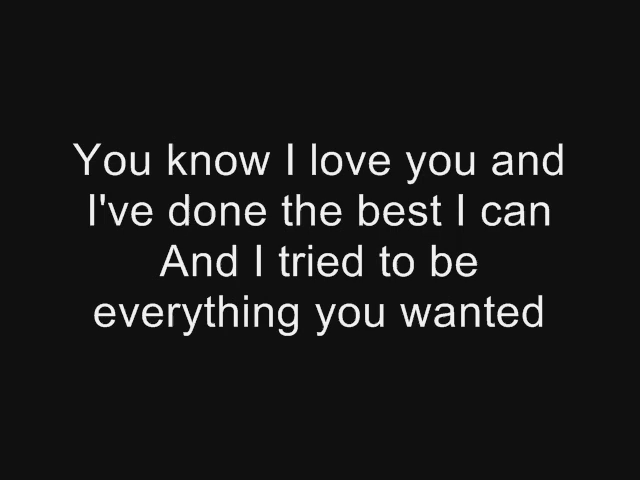 You know I love you and
I've done the best I can
And I tried to be
everything you wanted